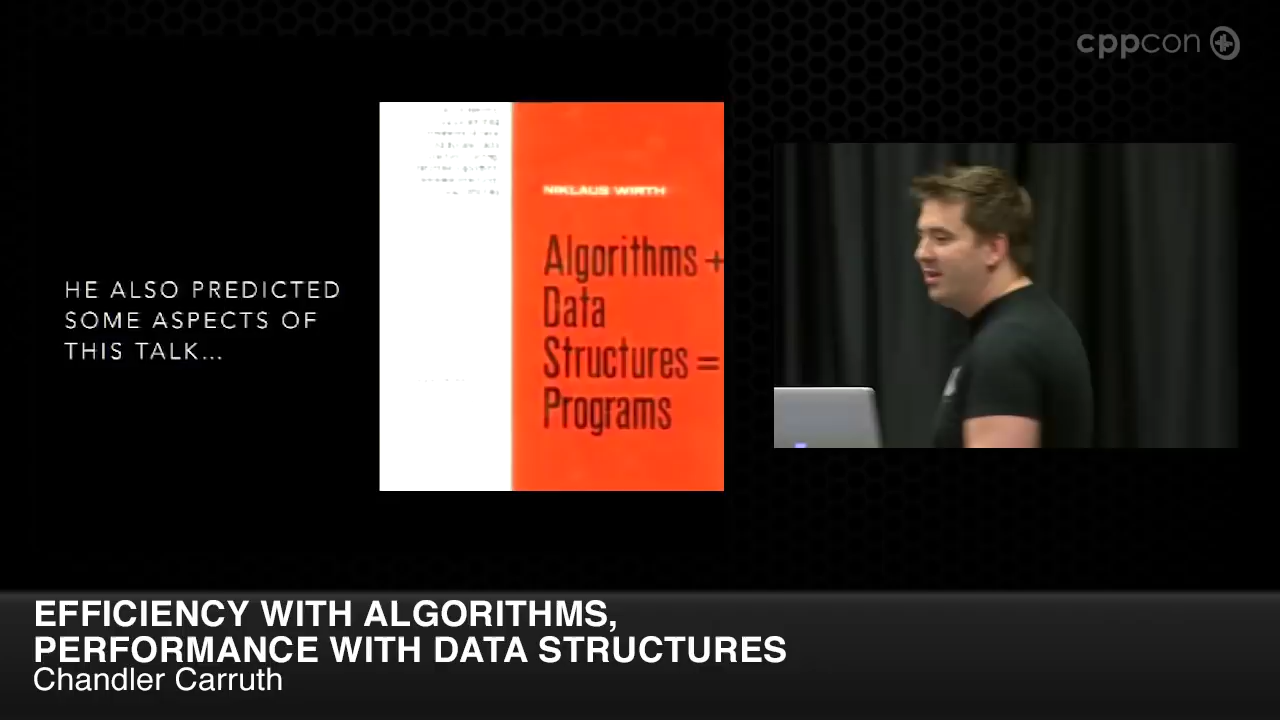 cppcon
NIKLAUS WIRTH
Algorithms +
Data
Structures =
Programs
HE ALSO PREDICTED
SOME ASPECTS OF
THIS TALK...
EFFICIENCY WITH ALGORITHMS,
PERFORMANCE WITH DATA STRUCTURES
Chandler Carruth